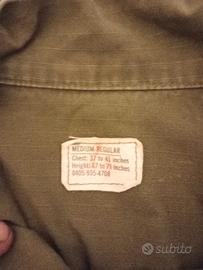 MEDIUM-REGULAR
Chest: 37 to 41 inches
Height: 67 to 71 inches
8405-935-4708
subito